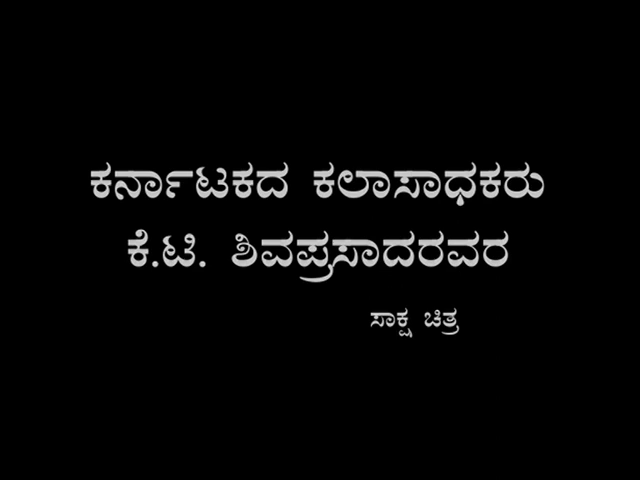 ಕರ್ನಾಟಕದ ಕಲಾಸಾಧಕರು
ಕೆ.ಟಿ. ಶಿವಪ್ರಸಾದರವರ
ಸಾಕ್ಷ ಚಿತ್ರ